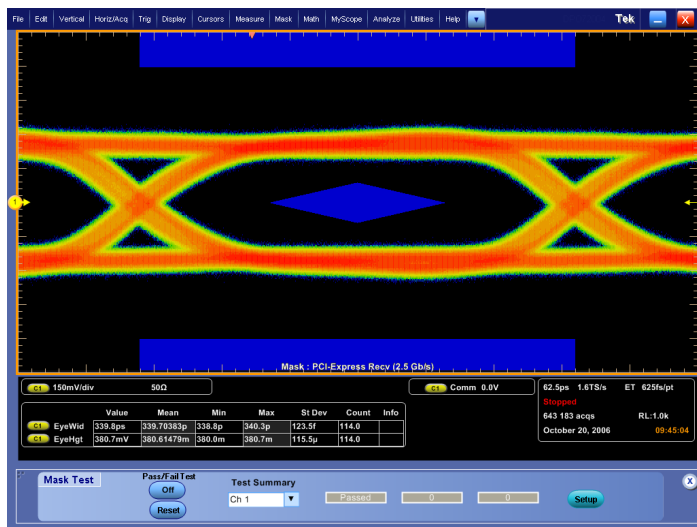 File Edit Vertical Horiz/Acq Trig Display Cursors Measure Mask Math MyScope Analyze Utilities Help Tek X
1
Mask : PCI-Express Recv (2.5 Gb/s)
C1 150mV/div 50Ω
C1 Comm 0.0V
62.5ps 1.6TS/s ET 625fs/pt
Stopped
643 183 acqs RL:1.0k
October 20, 2006 09:45:04
Value Mean Min Max St Dev Count Info
C1 EyeWid 339.8ps 339.70383p 338.8p 340.3p 123.5f 114.0
C1 EyeHgt 380.7mV 380.61479m 380.0m 380.7m 115.5µ 114.0
Mask Test
Pass/Fail Test
Off
Reset
Test Summary
Ch 1
Passed 0 0
Setup
X